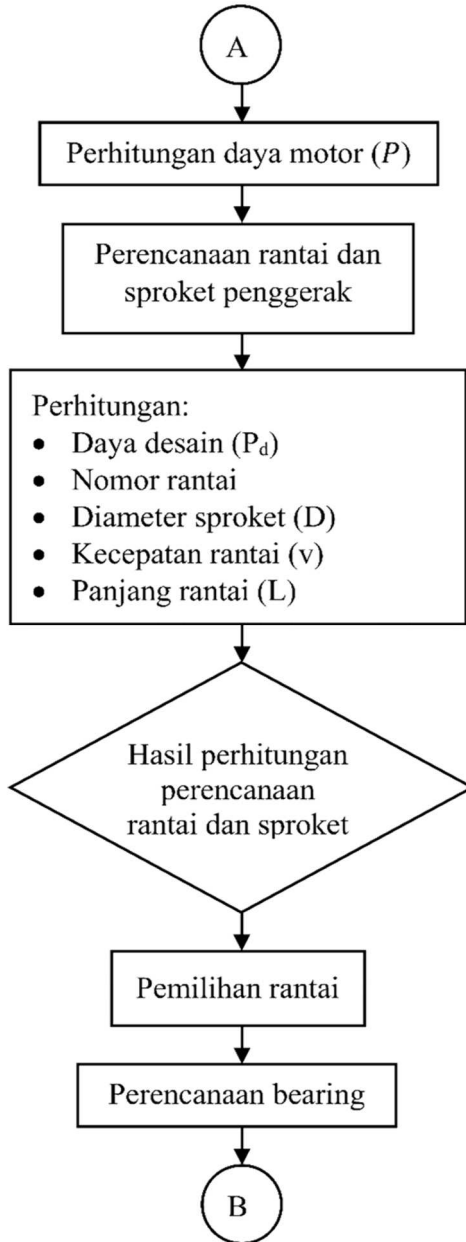 A
Perhitungan daya motor (P)
Perencanaan rantai dan
sproket penggerak
Perhitungan:
• Daya desain (Pd)
• Nomor rantai
• Diameter sproket (D)
• Kecepatan rantai (v)
• Panjang rantai (L)
Hasil perhitungan
perencanaan
rantai dan sproket
Pemilihan rantai
Perencanaan bearing
B